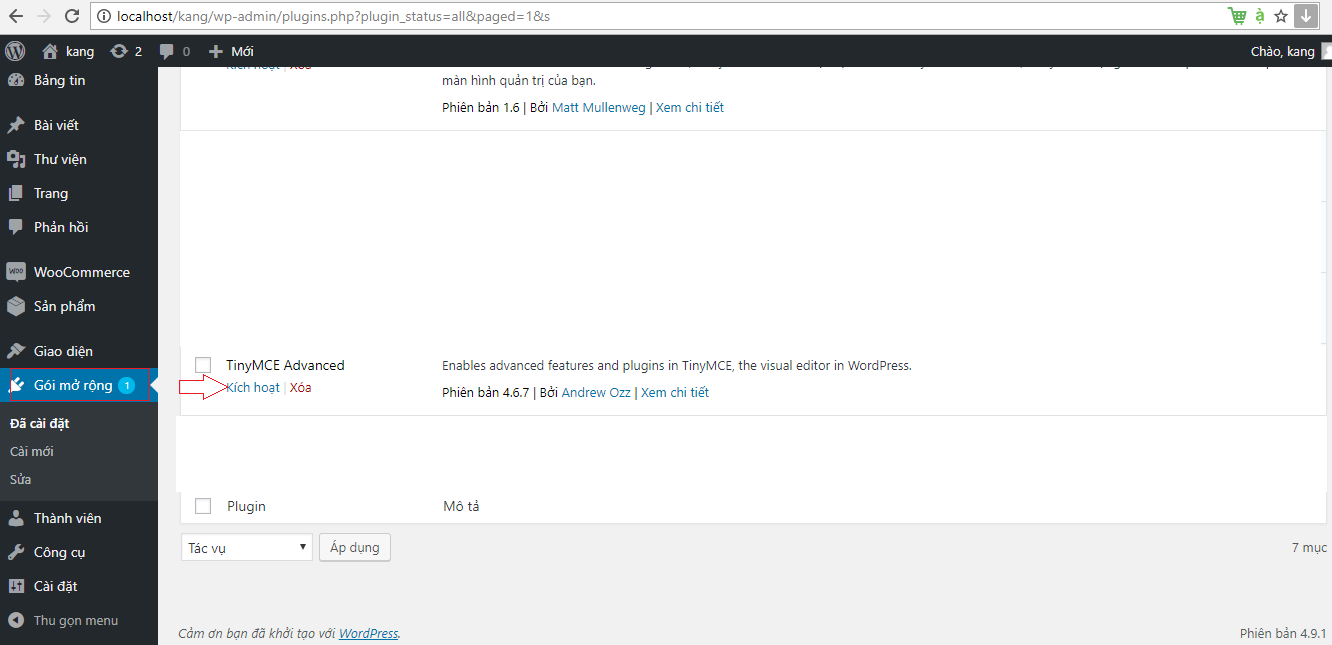 localhost/kang/wp-admin/plugins.php?plugin_status=all&paged=1&s
kang 2 0 Mới Chào, kang
Bảng tin
Bài viết
Thư viện
Trang
Phản hồi
WooCommerce
Sản phẩm
Giao diện
Gói mở rộng 1
Đã cài đặt
Cài mới
Sửa
Thành viên
Công cụ
Cài đặt
Thu gọn menu
Kích hoạt Xóa
màn hình quản trị của bạn.
Phiên bản 1.6 | Bởi Matt Mullenweg | Xem chi tiết
TinyMCE Advanced
Kích hoạt | Xóa
Enables advanced features and plugins in TinyMCE, the visual editor in WordPress.
Phiên bản 4.6.7 | Bởi Andrew Ozz | Xem chi tiết
Plugin Mô tả
Tác vụ Áp dụng 7 mục
Cảm ơn bạn đã khởi tạo với WordPress. Phiên bản 4.9.1